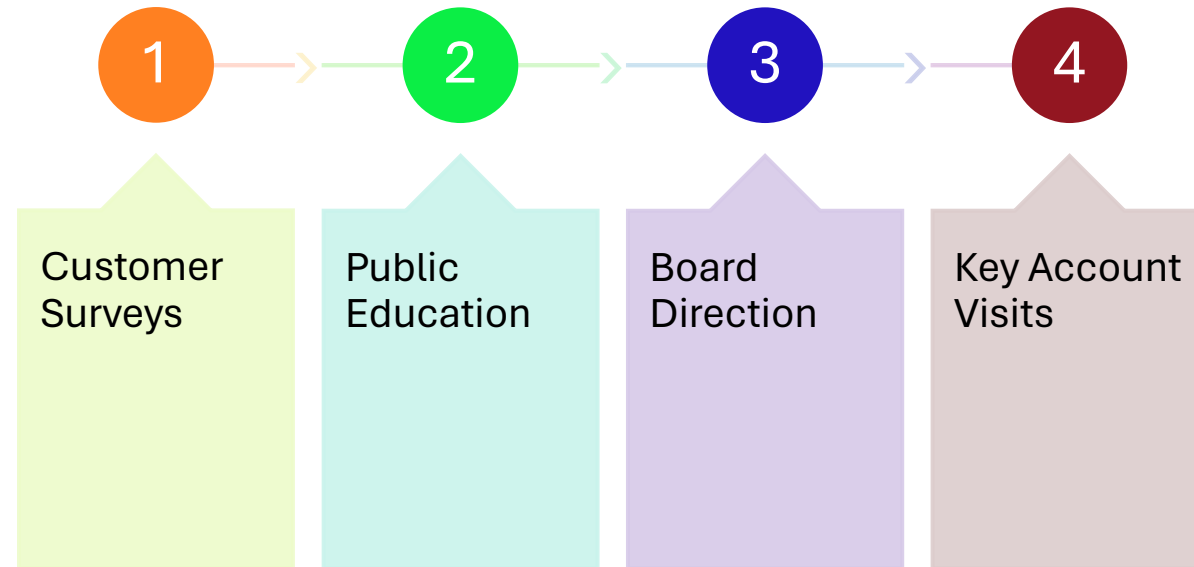 1
2
3
4
Customer
Surveys
Public
Education
Board
Direction
Key Account
Visits